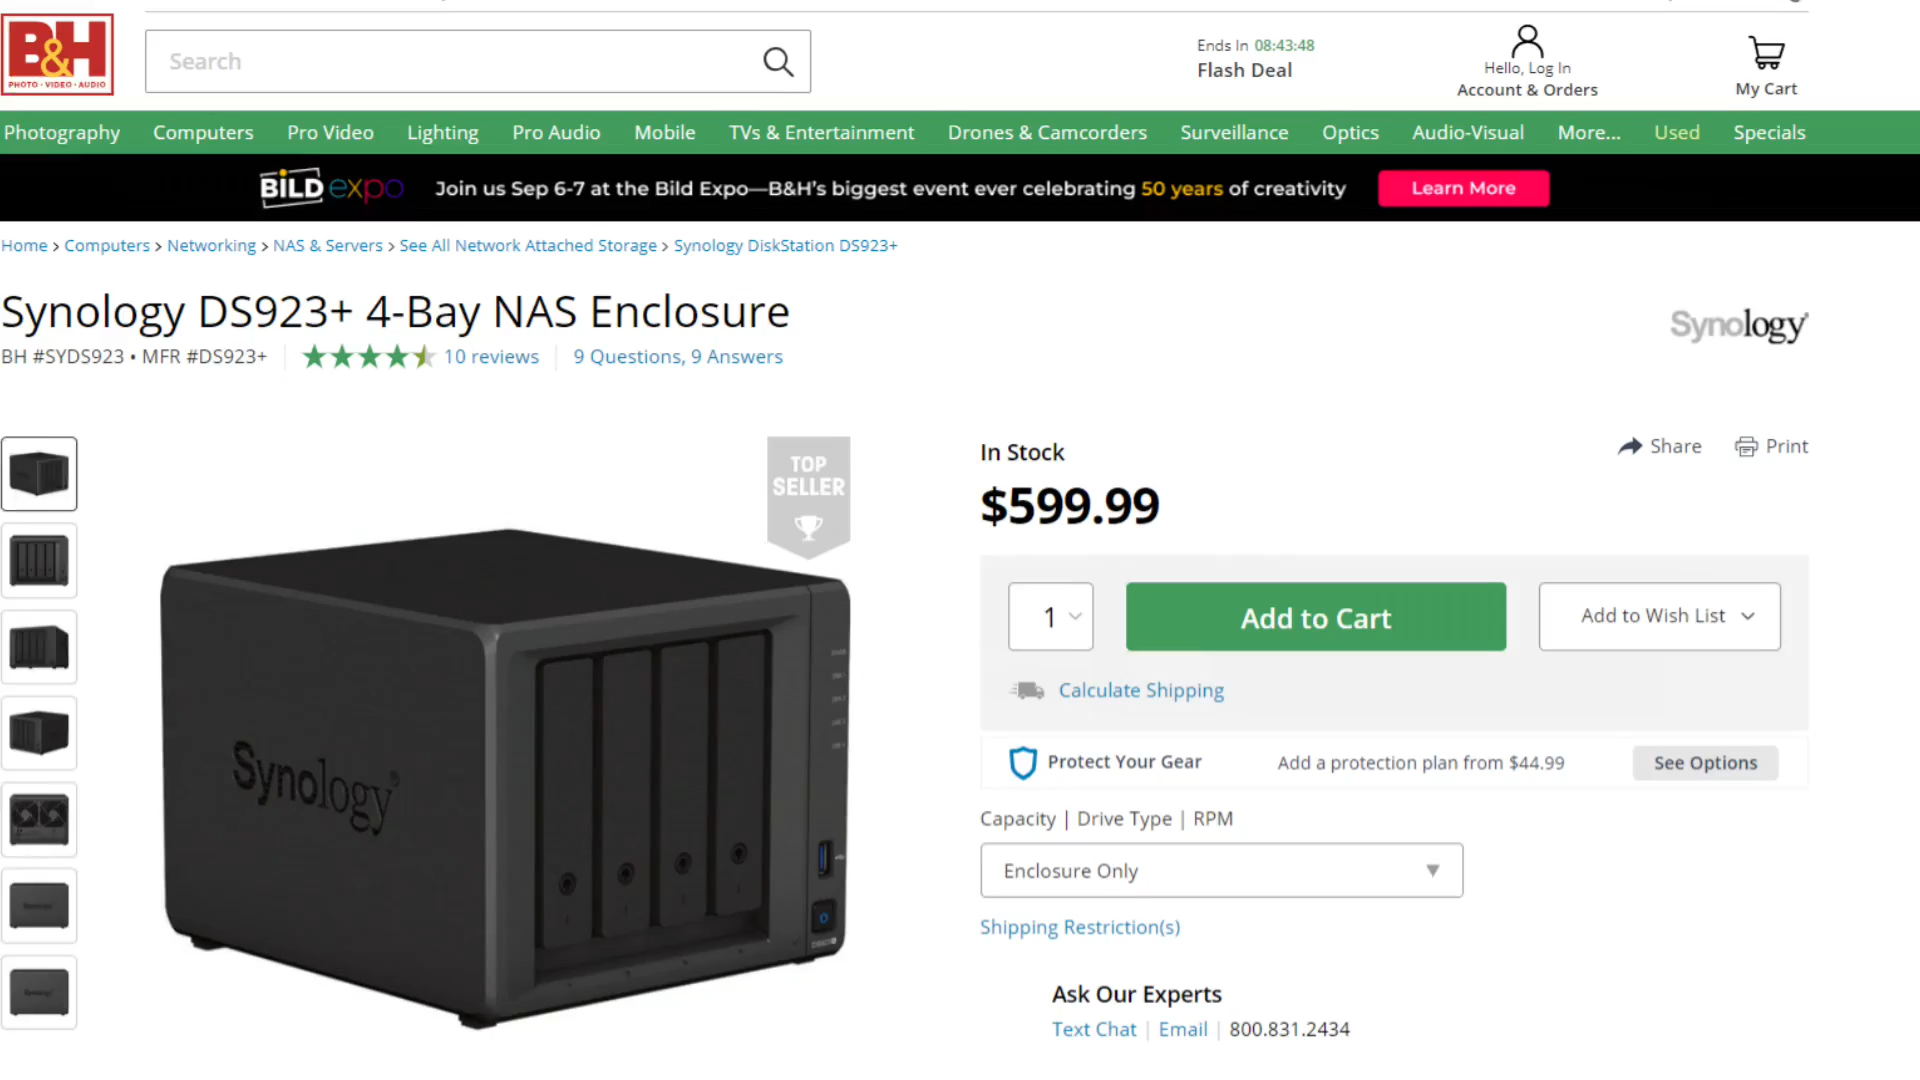 B&H
PHOTO · VIDEO · AUDIO
Search
Ends In 08:43:48
Flash Deal
Hello, Log In
Account & Orders
My Cart
Photography Computers Pro Video Lighting Pro Audio Mobile TVs & Entertainment Drones & Camcorders Surveillance Optics Audio-Visual More... Used Specials
BILD expo Join us Sep 6-7 at the Bild Expo—B&H's biggest event ever celebrating 50 years of creativity Learn More
Home > Computers > Networking > NAS & Servers > See All Network Attached Storage > Synology DiskStation DS923+
Synology DS923+ 4-Bay NAS Enclosure
Synology
BH #SYDS923 • MFR #DS923+ 10 reviews 9 Questions, 9 Answers
TOP
SELLER
Synology
In Stock
Share Print
$599.99
1 Add to Cart Add to Wish List
Calculate Shipping
Protect Your Gear Add a protection plan from $44.99 See Options
Capacity | Drive Type | RPM
Enclosure Only
Shipping Restriction(s)
Ask Our Experts
Text Chat | Email | 800.831.2434